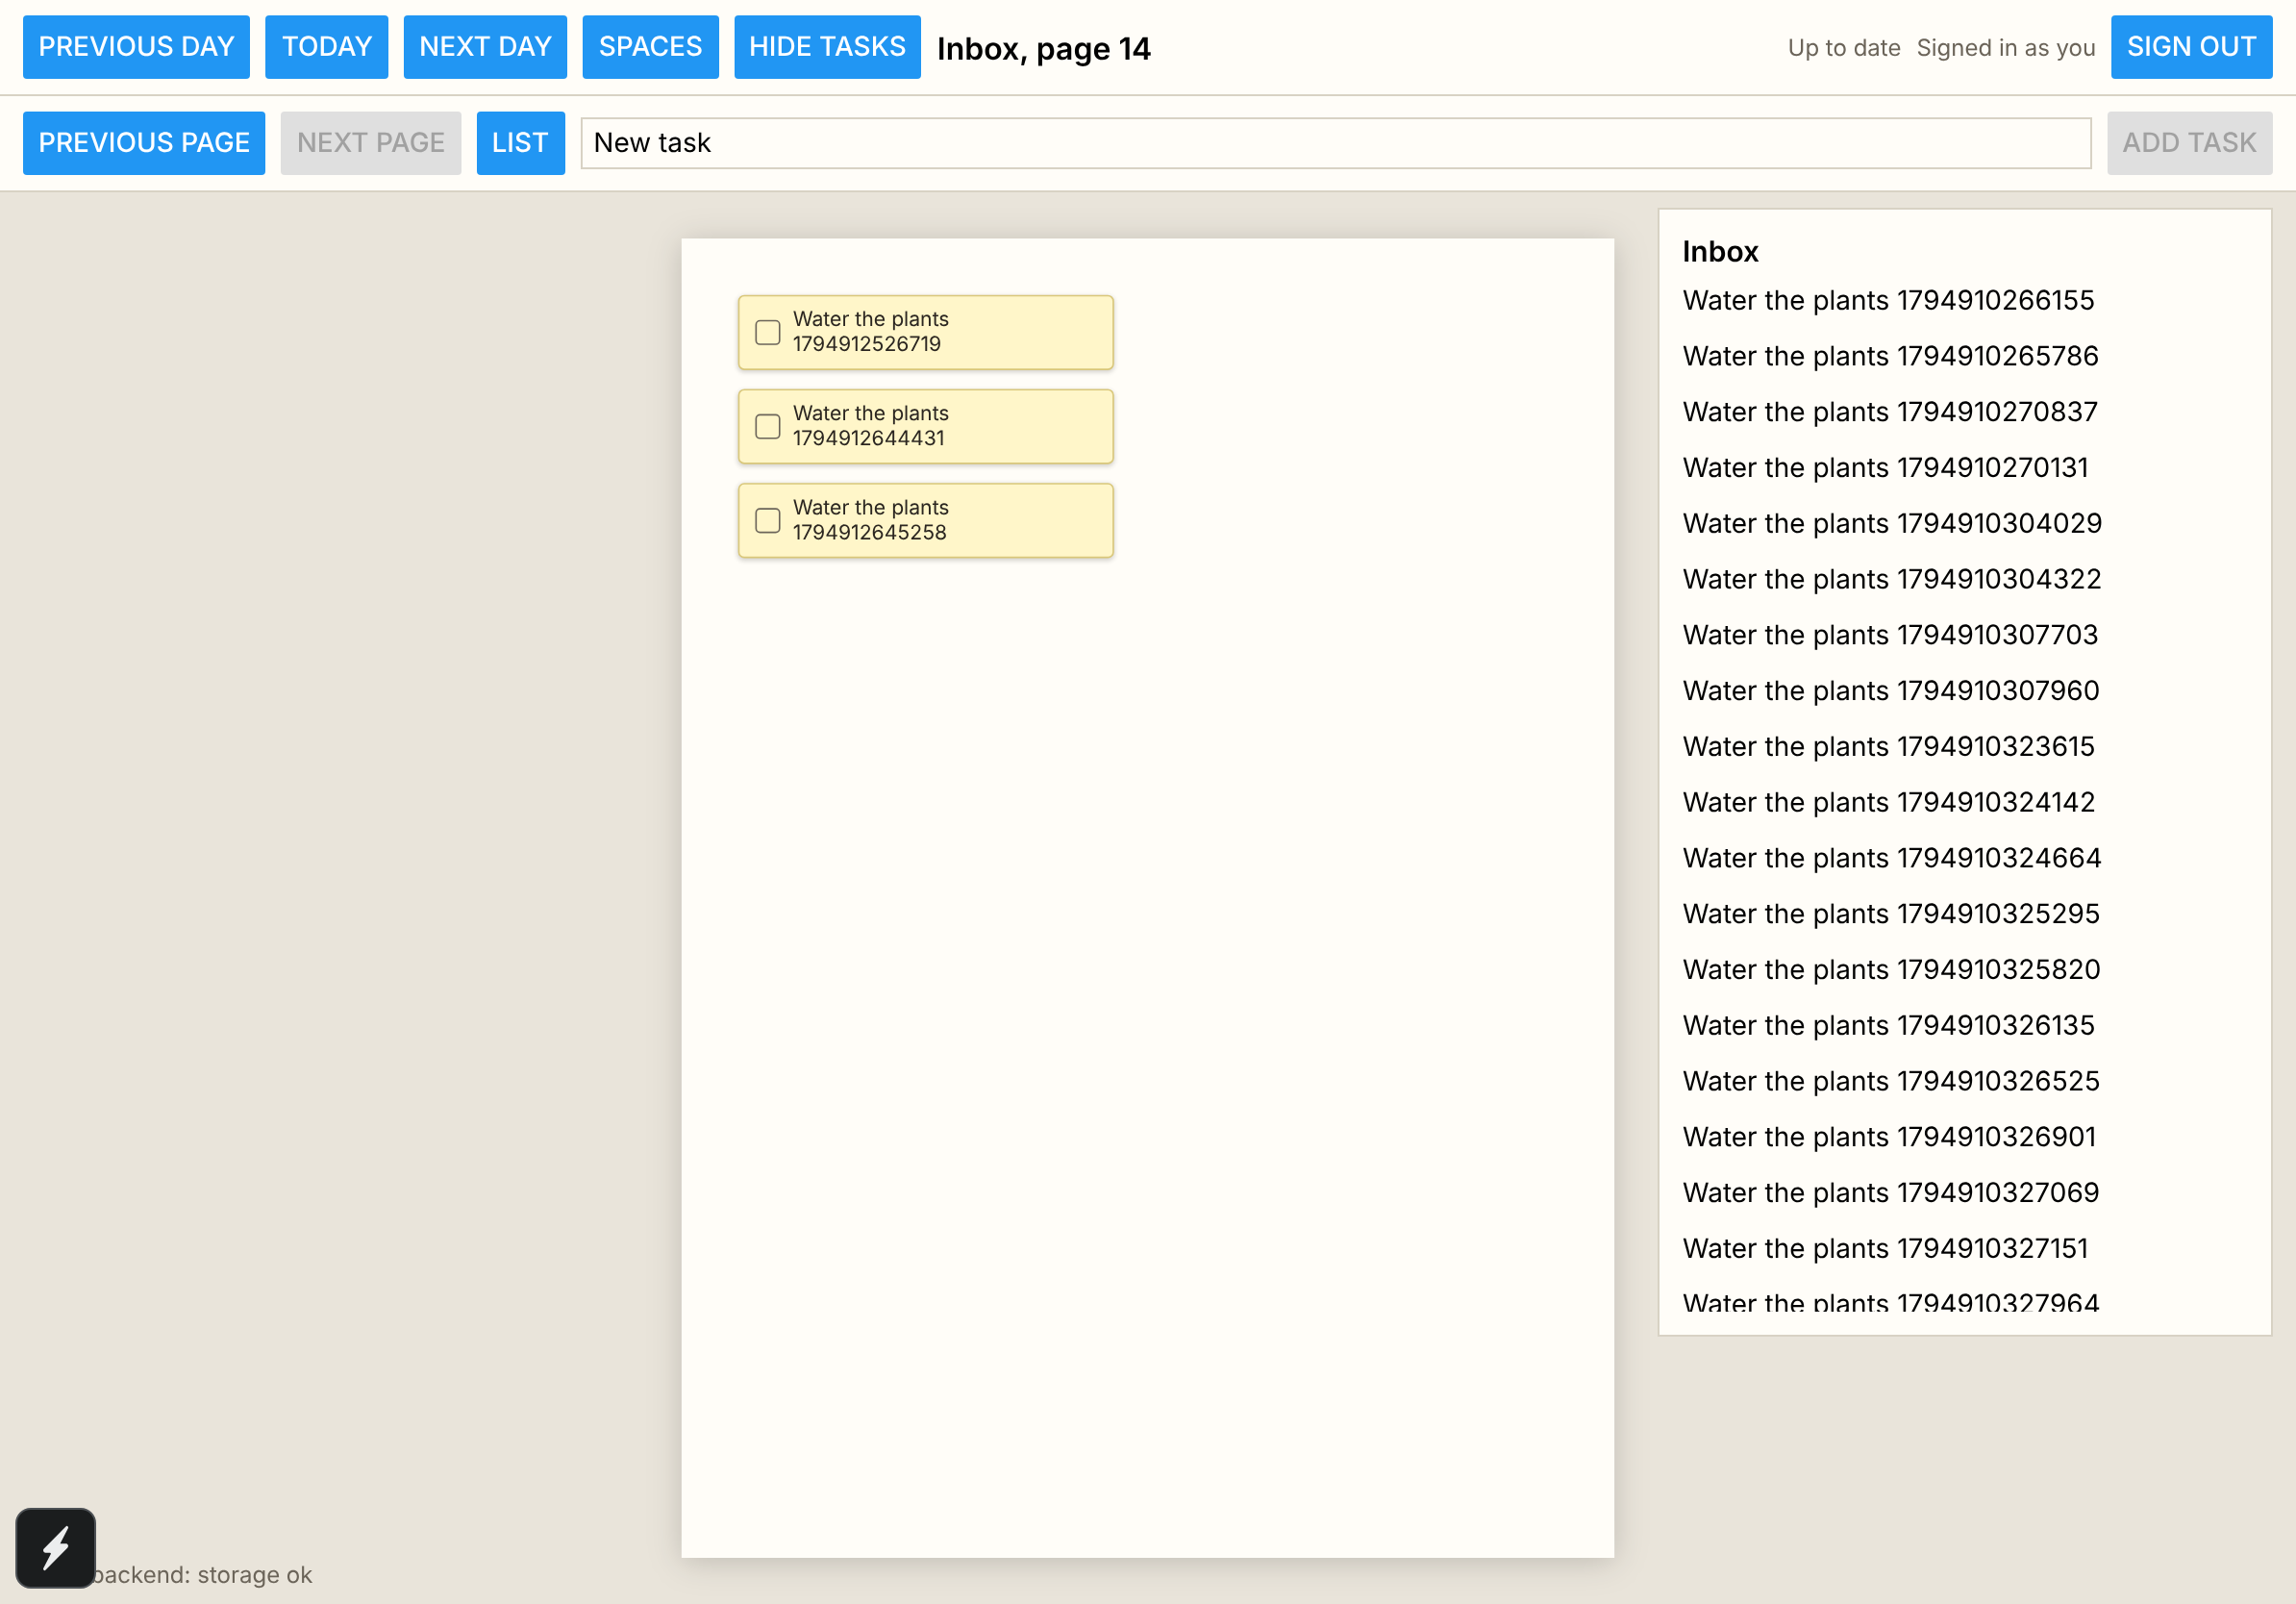 PREVIOUS DAY TODAY NEXT DAY SPACES HIDE TASKS Inbox, page 14 Up to date Signed in as you SIGN OUT
PREVIOUS PAGE NEXT PAGE LIST New task ADD TASK
Water the plants
1794912526719
Water the plants
1794912644431
Water the plants
1794912645258
Inbox
Water the plants 1794910266155
Water the plants 1794910265786
Water the plants 1794910270837
Water the plants 1794910270131
Water the plants 1794910304029
Water the plants 1794910304322
Water the plants 1794910307703
Water the plants 1794910307960
Water the plants 1794910323615
Water the plants 1794910324142
Water the plants 1794910324664
Water the plants 1794910325295
Water the plants 1794910325820
Water the plants 1794910326135
Water the plants 1794910326525
Water the plants 1794910326901
Water the plants 1794910327069
Water the plants 1794910327151
Water the plants 1794910327964
backend: storage ok